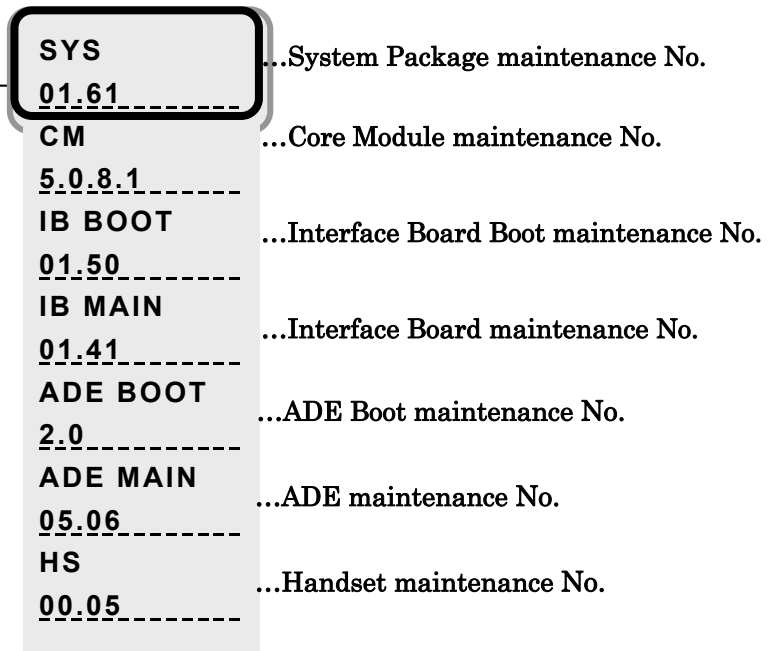 SYS
…System Package maintenance No.
01.61
CM
…Core Module maintenance No.
5.0.8.1
IB BOOT
…Interface Board Boot maintenance No.
01.50
IB MAIN
…Interface Board maintenance No.
01.41
ADE BOOT
…ADE Boot maintenance No.
2.0
ADE MAIN
…ADE maintenance No.
05.06
HS
…Handset maintenance No.
00.05